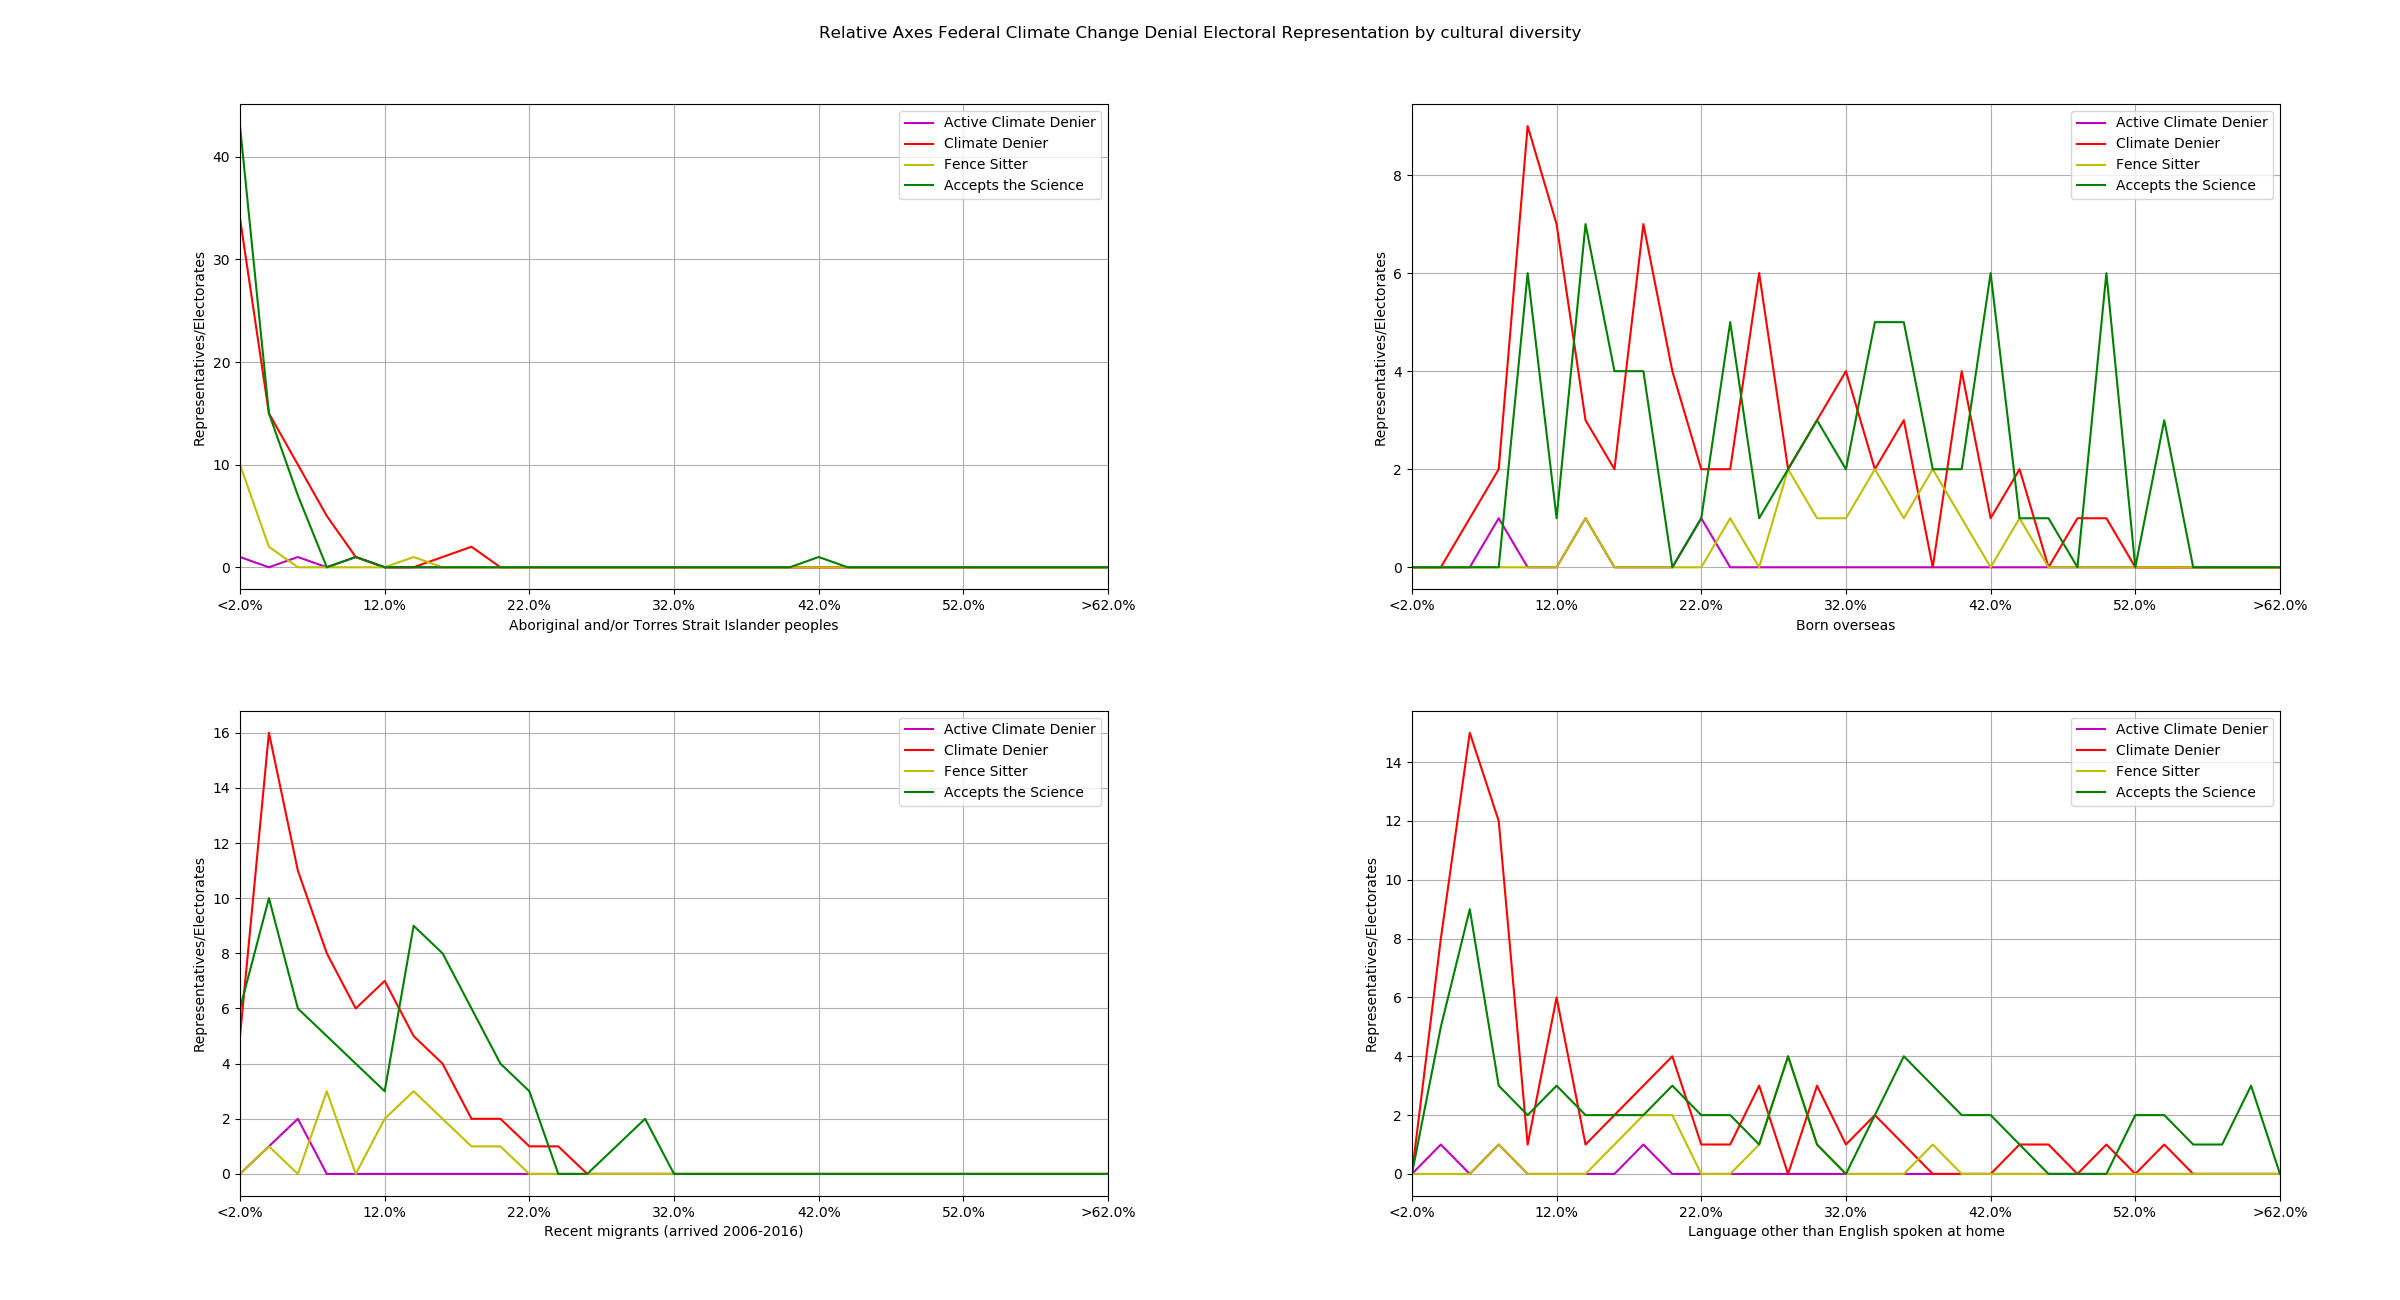 Relative Axes Federal Climate Change Denial Electoral Representation by cultural diversity
Active Climate Denier
Climate Denier
Fence Sitter
Accepts the Science
40
30
20
10
0
Representatives/Electorates
<2.0% 12.0% 22.0% 32.0% 42.0% 52.0% >62.0%
Aboriginal and/or Torres Strait Islander peoples
Active Climate Denier
Climate Denier
Fence Sitter
Accepts the Science
8
6
4
2
0
Representatives/Electorates
<2.0% 12.0% 22.0% 32.0% 42.0% 52.0% >62.0%
Born overseas
Active Climate Denier
Climate Denier
Fence Sitter
Accepts the Science
16
14
12
10
8
6
4
2
0
Representatives/Electorates
<2.0% 12.0% 22.0% 32.0% 42.0% 52.0% >62.0%
Recent migrants (arrived 2006-2016)
Active Climate Denier
Climate Denier
Fence Sitter
Accepts the Science
14
12
10
8
6
4
2
0
Representatives/Electorates
<2.0% 12.0% 22.0% 32.0% 42.0% 52.0% >62.0%
Language other than English spoken at home